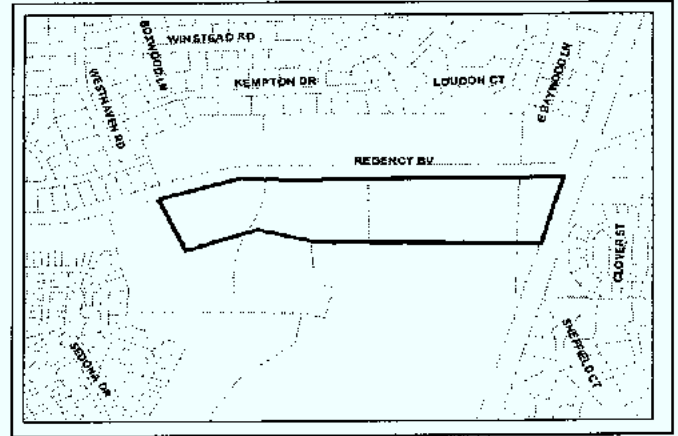 WINSTEAD RD
BOXWOOD LN
WESTHAVEN RD
KEMPTON DR
LOUDON CT
E BAYWOOD LN
REGENCY BV
CLOVER ST
SHEFFIELD CT
SEDONA DR